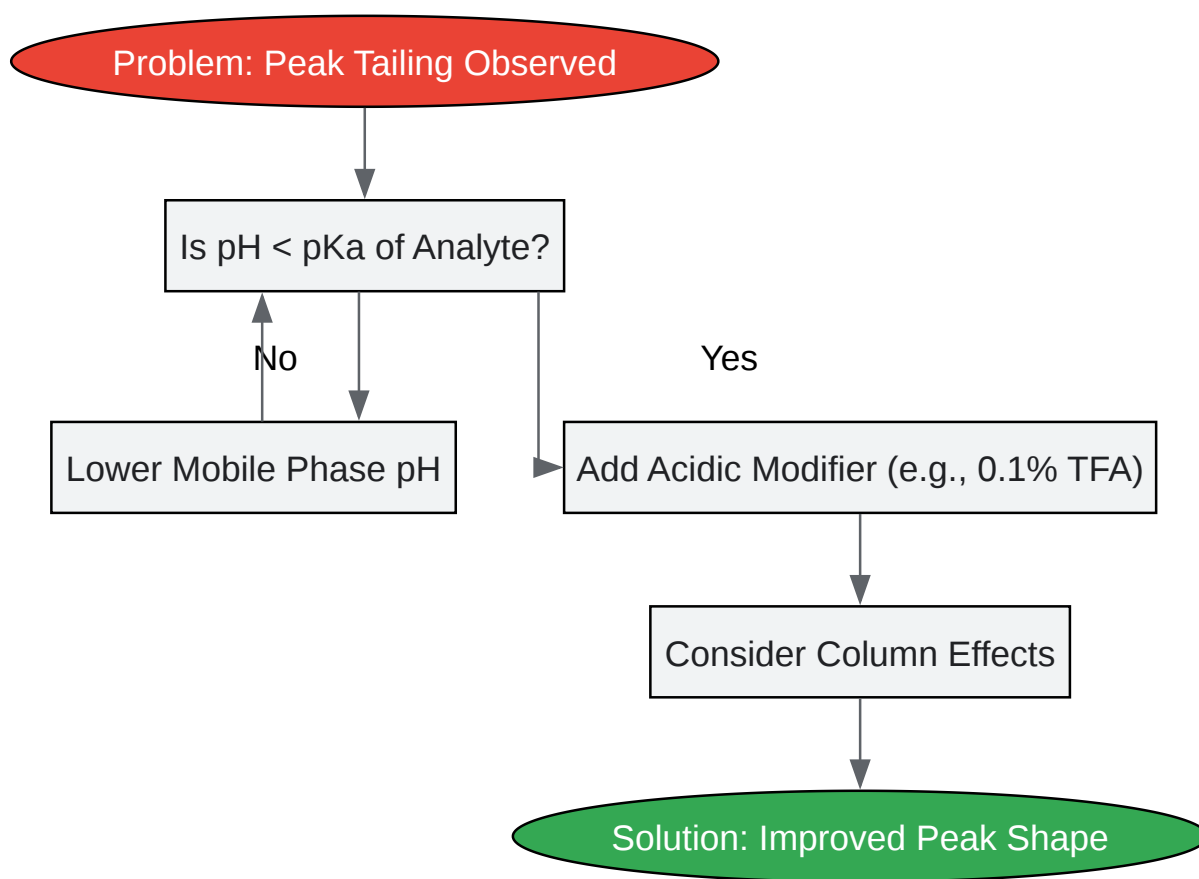 Problem: Peak Tailing Observed
Is pH < pKa of Analyte?
No
Yes
Lower Mobile Phase pH
Add Acidic Modifier (e.g., 0.1% TFA)
Consider Column Effects
Solution: Improved Peak Shape